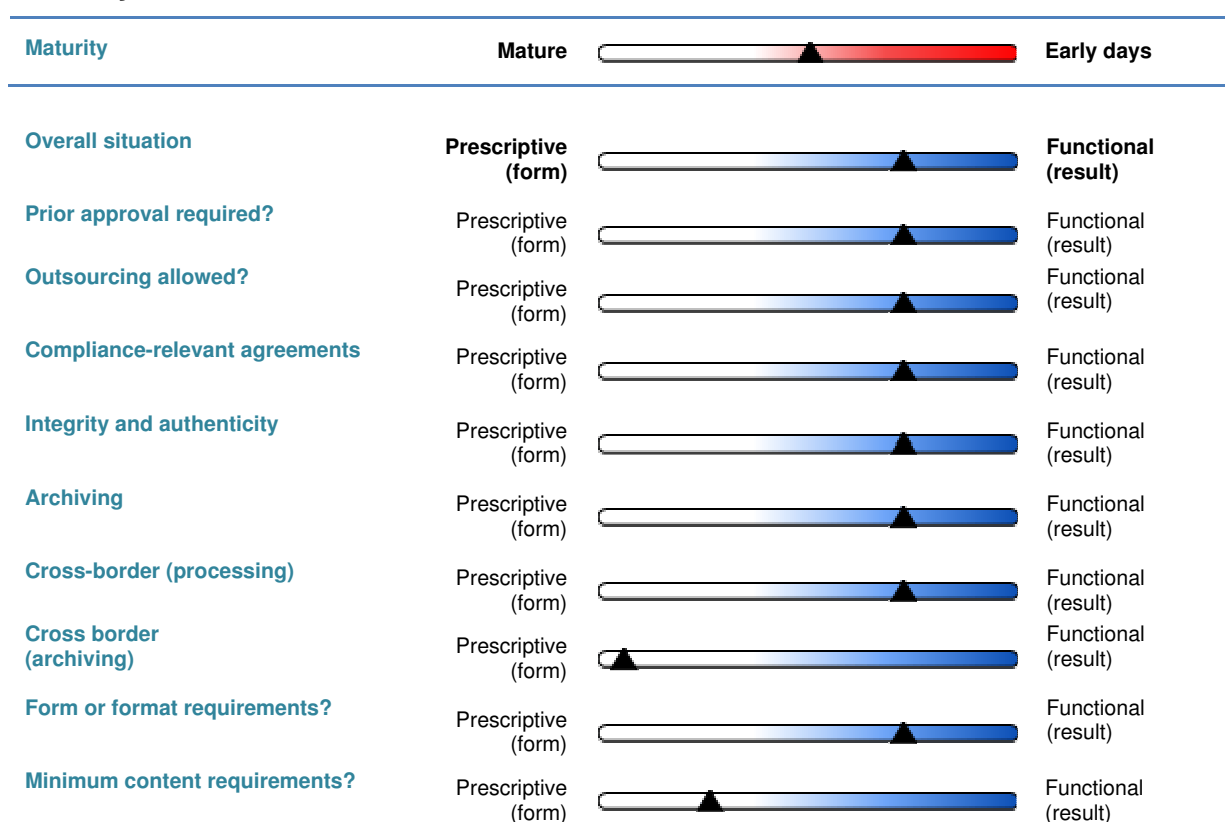 Maturity
Mature
Early days
Overall situation
Prescriptive
(form)
Functional
(result)
Prior approval required?
Prescriptive
(form)
Functional
(result)
Outsourcing allowed?
Prescriptive
(form)
Functional
(result)
Compliance-relevant agreements
Prescriptive
(form)
Functional
(result)
Integrity and authenticity
Prescriptive
(form)
Functional
(result)
Archiving
Prescriptive
(form)
Functional
(result)
Cross-border (processing)
Prescriptive
(form)
Functional
(result)
Cross border
(archiving)
Prescriptive
(form)
Functional
(result)
Form or format requirements?
Prescriptive
(form)
Functional
(result)
Minimum content requirements?
Prescriptive
(form)
Functional
(result)